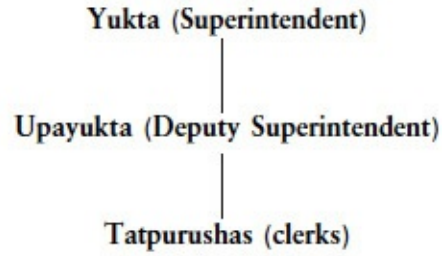 Yukta (Superintendent)
Upayukta (Deputy Superintendent)
Tatpurushas (clerks)